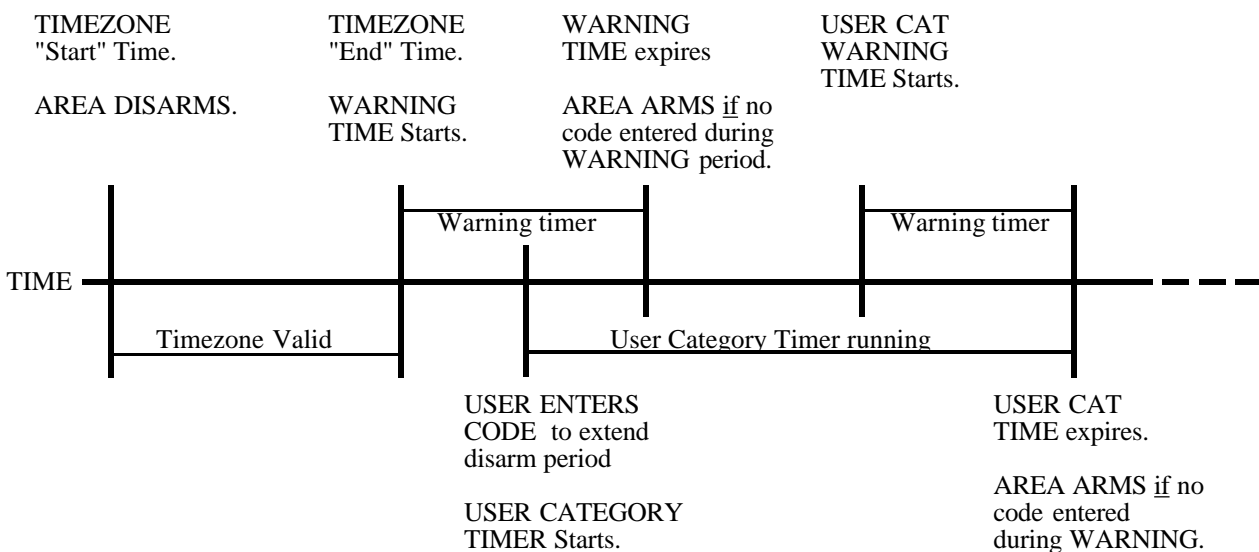 TIMEZONE
"Start" Time.
AREA DISARMS.
TIMEZONE
"End" Time.
WARNING
TIME Starts.
WARNING
TIME expires
AREA ARMS if no
code entered during
WARNING period.
USER CAT
WARNING
TIME Starts.
Warning timer
Warning timer
TIME
Timezone Valid
User Category Timer running
USER ENTERS
CODE to extend
disarm period
USER CATEGORY
TIMER Starts.
USER CAT
TIME expires.
AREA ARMS if no
code entered
during WARNING.